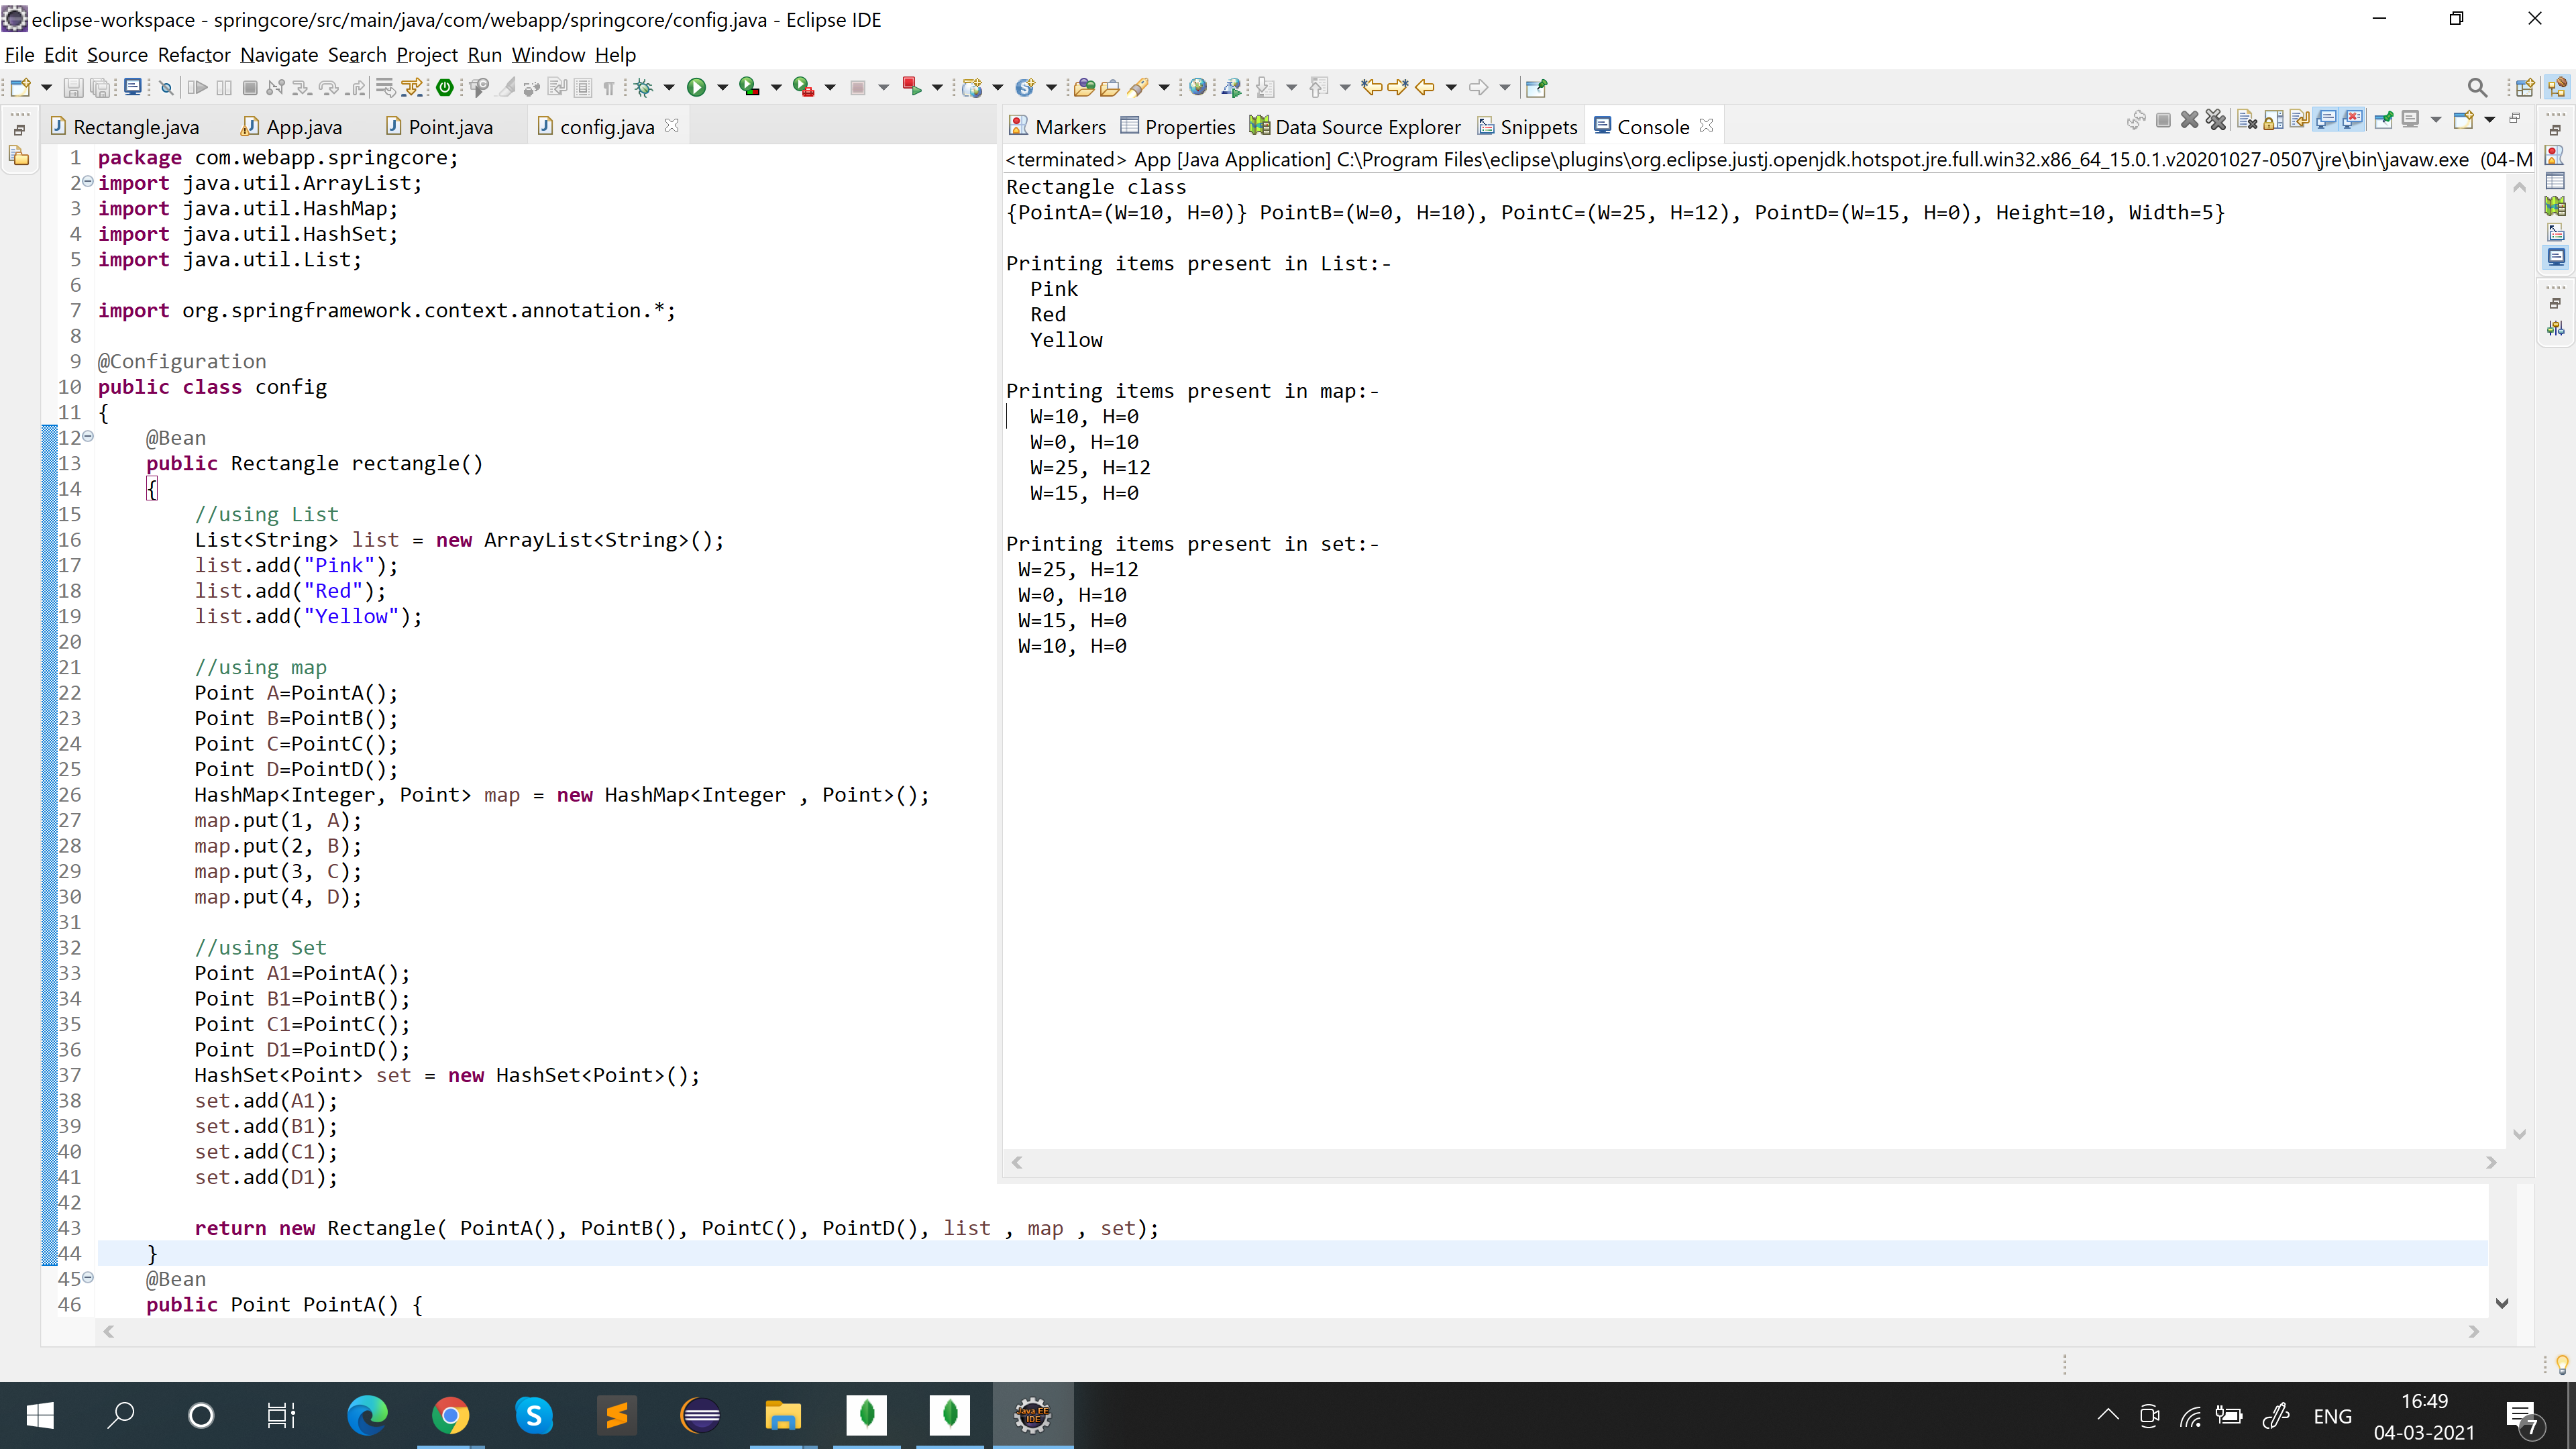 eclipse-workspace - springcore/src/main/java/com/webapp/springcore/config.java - Eclipse IDE
File Edit Source Refactor Navigate Search Project Run Window Help
Rectangle.java App.java Point.java config.java
1 package com.webapp.springcore;
2 import java.util.ArrayList;
3 import java.util.HashMap;
4 import java.util.HashSet;
5 import java.util.List;
6
7 import org.springframework.context.annotation.*;
8
9 @Configuration
10 public class config
11 {
12 @Bean
13 public Rectangle rectangle()
14 {
15 //using List
16 List<String> list = new ArrayList<String>();
17 list.add("Pink");
18 list.add("Red");
19 list.add("Yellow");
20
21 //using map
22 Point A=PointA();
23 Point B=PointB();
24 Point C=PointC();
25 Point D=PointD();
26 HashMap<Integer, Point> map = new HashMap<Integer , Point>();
27 map.put(1, A);
28 map.put(2, B);
29 map.put(3, C);
30 map.put(4, D);
31
32 //using Set
33 Point A1=PointA();
34 Point B1=PointB();
35 Point C1=PointC();
36 Point D1=PointD();
37 HashSet<Point> set = new HashSet<Point>();
38 set.add(A1);
39 set.add(B1);
40 set.add(C1);
41 set.add(D1);
42
43 return new Rectangle( PointA(), PointB(), PointC(), PointD(), list , map , set);
44 }
45 @Bean
46 public Point PointA() {
Markers Properties Data Source Explorer Snippets Console
<terminated> App [Java Application] C:\Program Files\eclipse\plugins\org.eclipse.justj.openjdk.hotspot.jre.full.win32.x86_64_15.0.1.v20201027-0507\jre\bin\javaw.exe (04-M
Rectangle class
{PointA=(W=10, H=0)} PointB=(W=0, H=10), PointC=(W=25, H=12), PointD=(W=15, H=0), Height=10, Width=5}
Printing items present in List:-
Pink
Red
Yellow
Printing items present in map:-
W=10, H=0
W=0, H=10
W=25, H=12
W=15, H=0
Printing items present in set:-
W=25, H=12
W=0, H=10
W=15, H=0
W=10, H=0
S
Java EE
IDE
ENG
16:49
04-03-2021
7